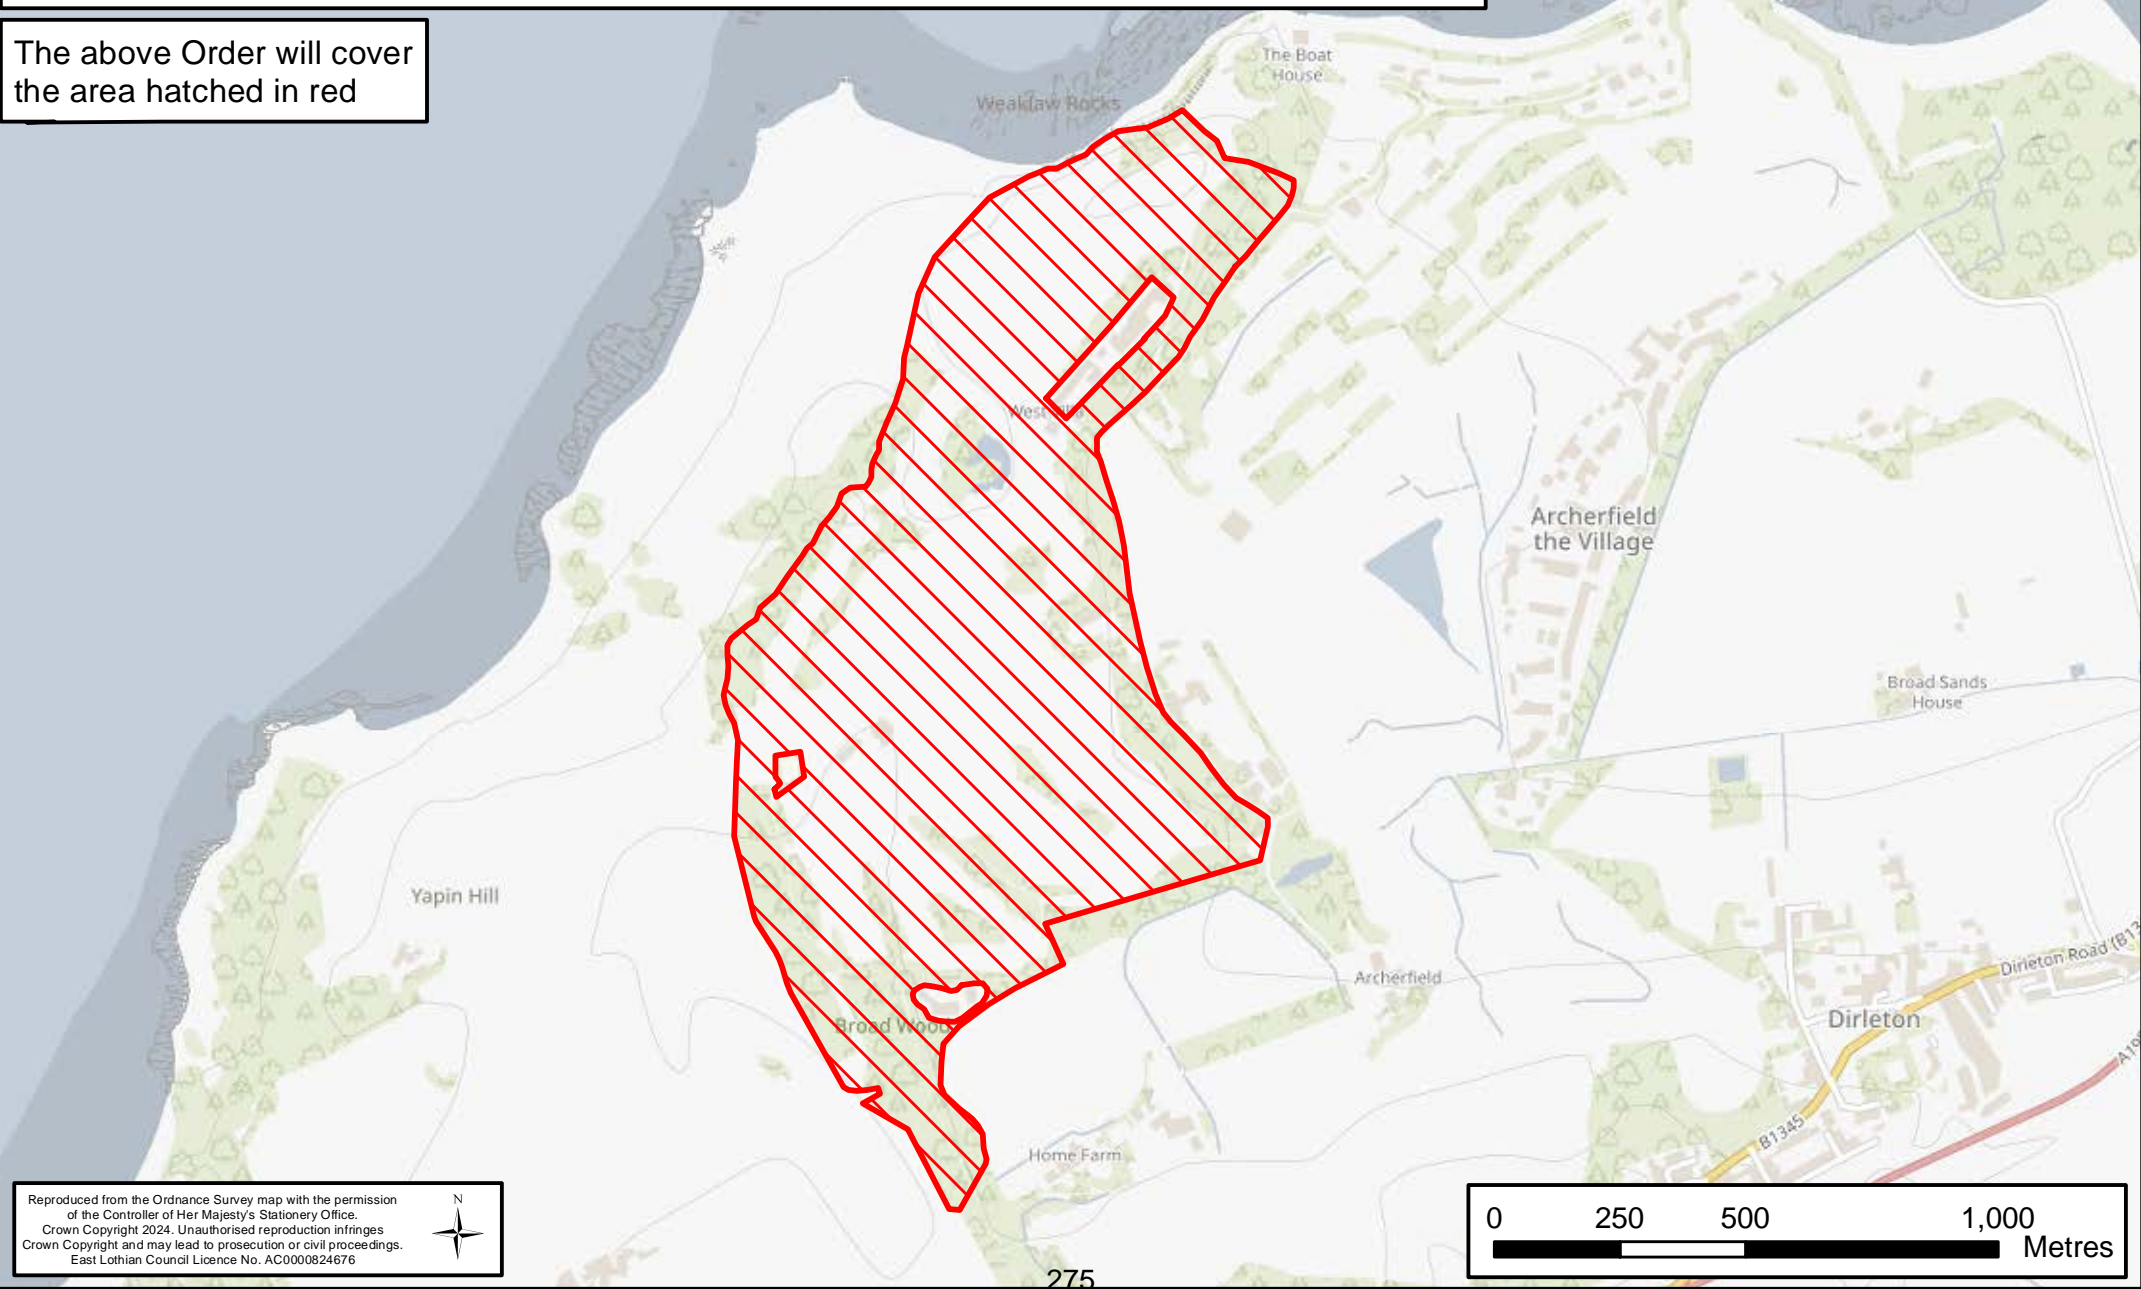 The above Order will cover
the area hatched in red
The Boat
House
Weaklaw Rocks
Archerfield
the Village
Broad Sands
House
Yapin Hill
Archerfield
Dirleton Road (B13
Dirleton
Broad Wood
A19
B1345
Home Farm
Reproduced from the Ordnance Survey map with the permission
of the Controller of Her Majesty's Stationery Office.
Crown Copyright 2024. Unauthorised reproduction infringes
Crown Copyright and may lead to prosecution or civil proceedings.
East Lothian Council Licence No. AC0000824676
N
0 250 500 1,000
Metres
275